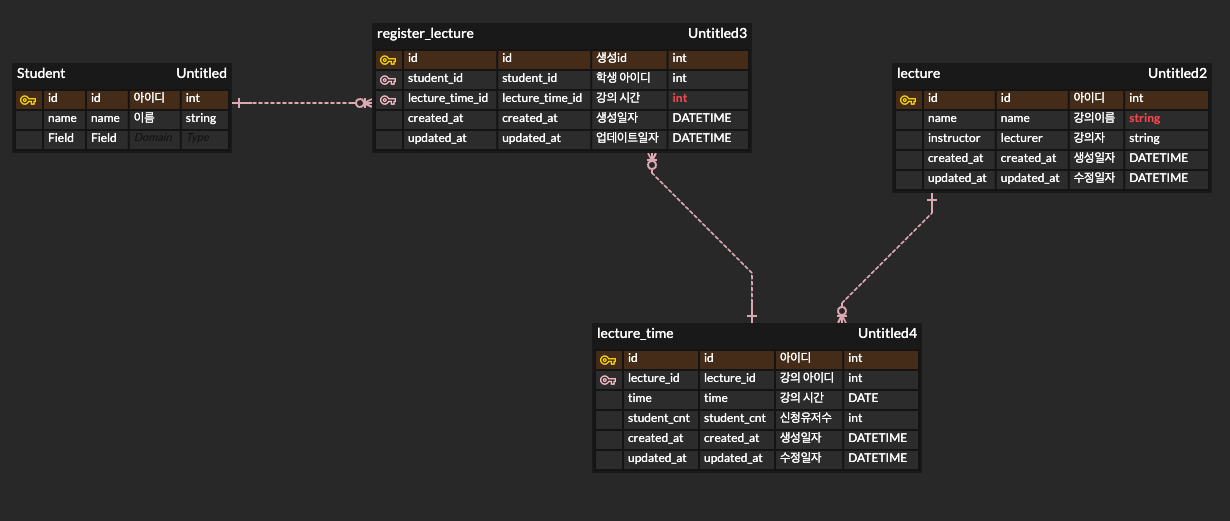 Student Untitled
id id 아이디 int
name name 이름 string
Field Field Domain Type
register_lecture Untitled3
id id 생성id int
student_id student_id 학생 아이디 int
lecture_time_id lecture_time_id 강의 시간 int
created_at created_at 생성일자 DATETIME
updated_at updated_at 업데이트일자 DATETIME
lecture Untitled2
id id 아이디 int
name name 강의이름 string
instructor lecturer 강의자 string
created_at created_at 생성일자 DATETIME
updated_at updated_at 수정일자 DATETIME
lecture_time Untitled4
id id 아이디 int
lecture_id lecture_id 강의 아이디 int
time time 강의 시간 DATE
student_cnt student_cnt 신청유저수 int
created_at created_at 생성일자 DATETIME
updated_at updated_at 수정일자 DATETIME